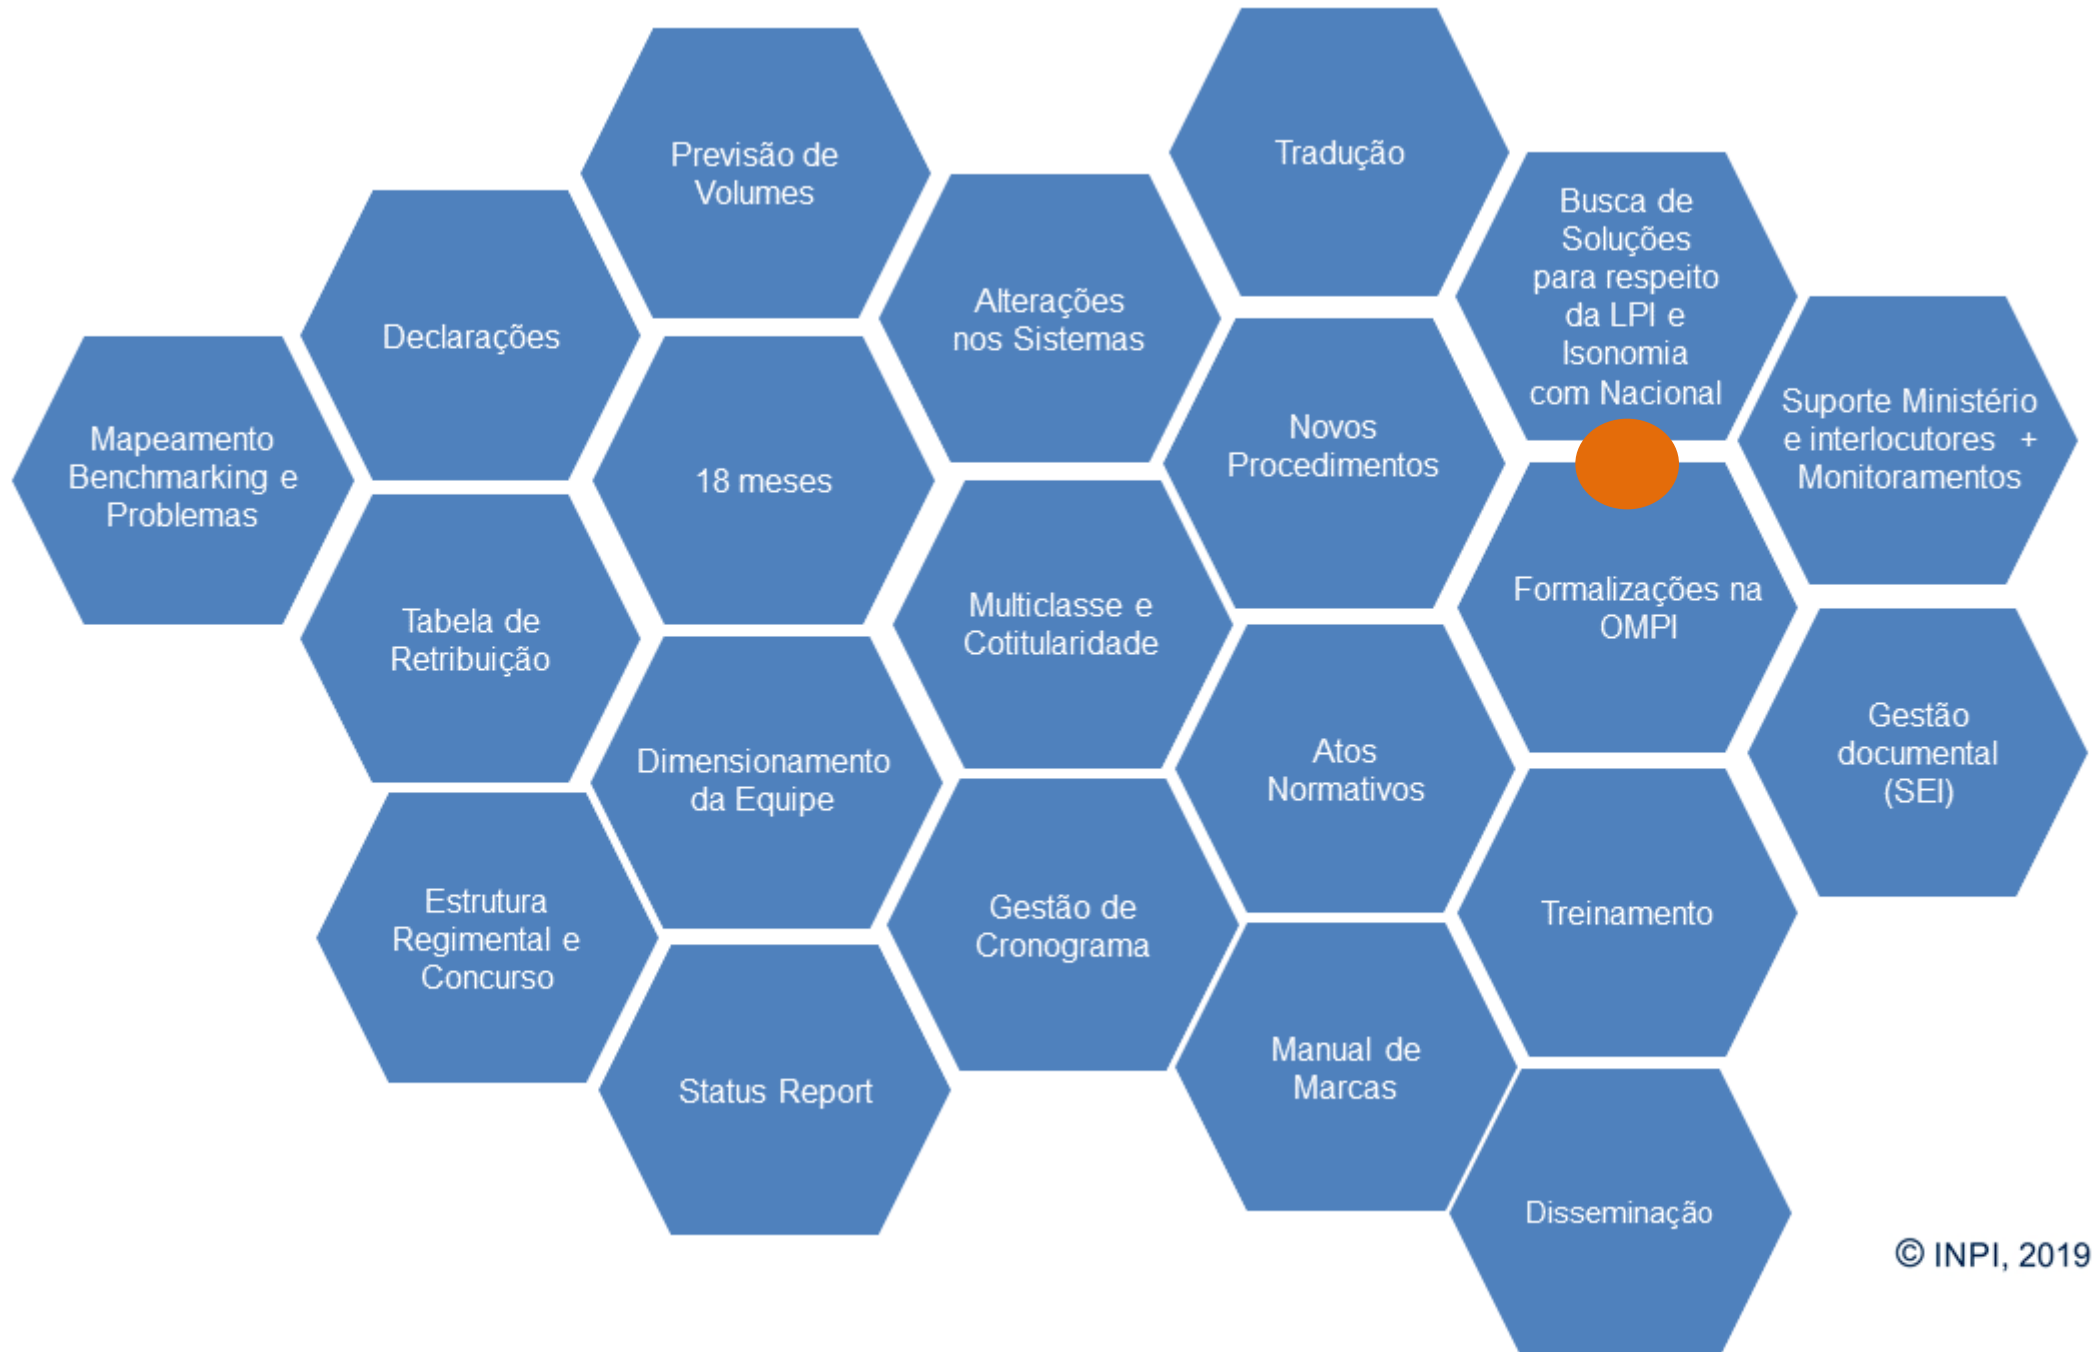 Previsão de
Volumes
Tradução
Busca de
Soluções
para respeito
da LPI e
Isonomia
com Nacional
Declarações
Alterações
nos Sistemas
Mapeamento
Benchmarking e
Problemas
18 meses
Novos
Procedimentos
Suporte Ministério
e interlocutores +
Monitoramentos
Tabela de
Retribuição
Multiclasse e
Cotitularidade
Formalizações na
OMPI
Dimensionamento
da Equipe
Atos
Normativos
Gestão
documental
(SEI)
Estrutura
Regimental e
Concurso
Gestão de
Cronograma
Treinamento
Status Report
Manual de
Marcas
Disseminação
© INPI, 2019